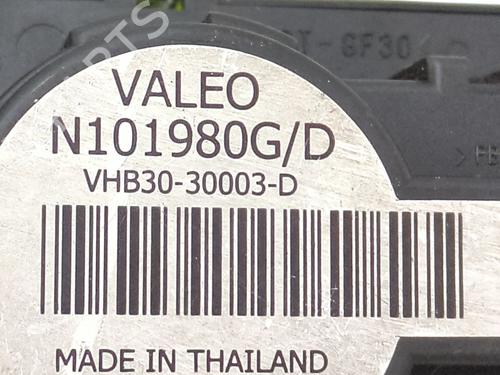 VALEO
N101980G/D
VHB30-30003-D
MADE IN THAILAND